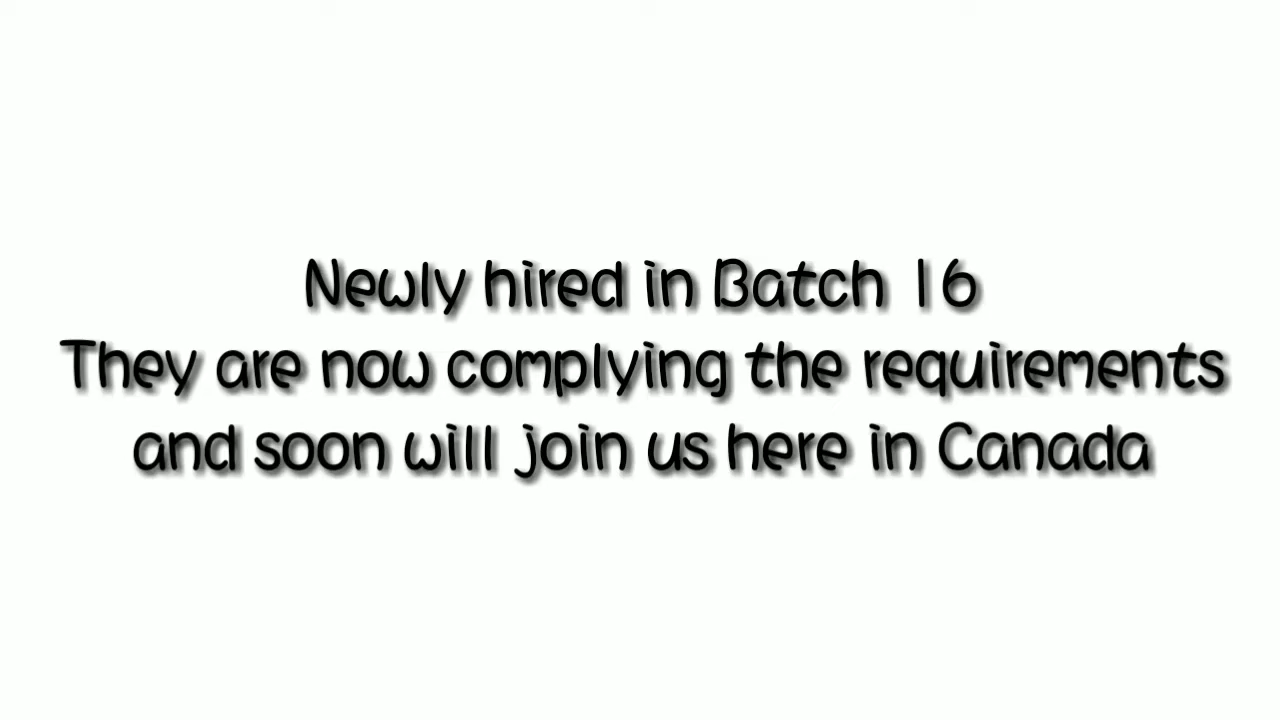 Newly hired in Batch 16
They are now complying the requirements
and soon will join us here in Canada